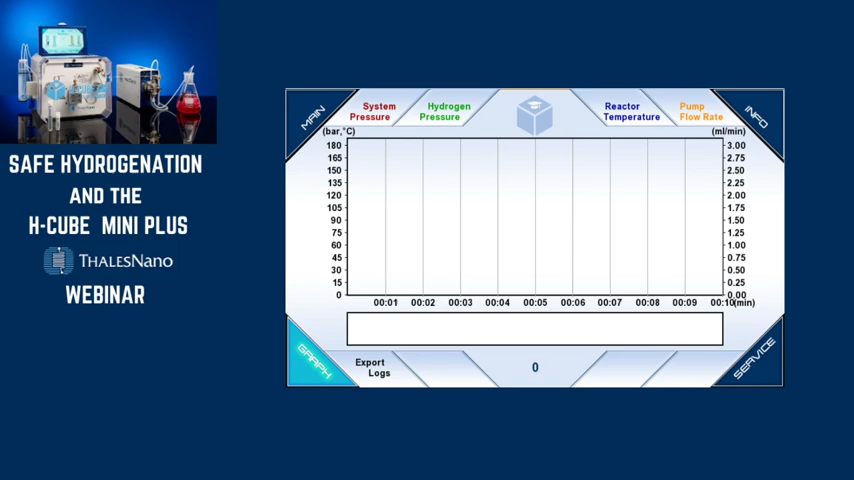 SAFE HYDROGENATION
AND THE
H-CUBE MINI PLUS
THALESNANO
WEBINAR
MAIN
System
Pressure
Hydrogen
Pressure
Reactor
Temperature
Pump
Flow Rate
INFO
(bar,°C)
(ml/min)
180
165
150
135
120
105
90
75
60
45
30
15
0
3.00
2.75
2.50
2.25
2.00
1.75
1.50
1.25
1.00
0.75
0.50
0.25
0.00
00:01 00:02 00:03 00:04 00:05 00:06 00:07 00:08 00:09 00:10(min)
GRAPH
Export
Logs
0
SERVICE